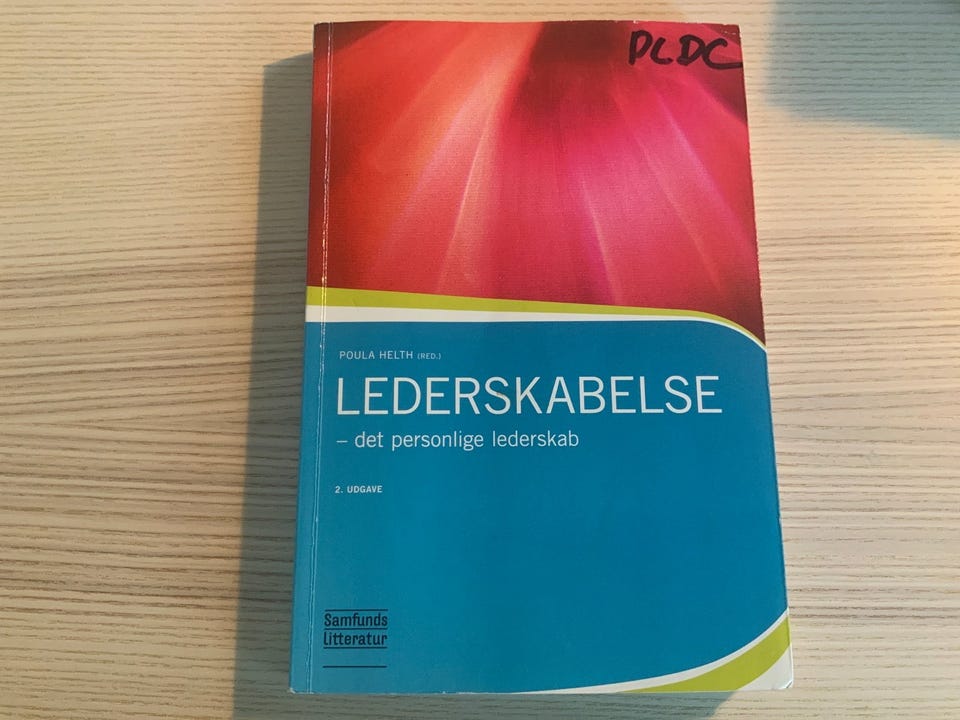 PLDC
POULA HELTH (RED.)
LEDERSKABELSE
– det personlige lederskab
2. UDGAVE
Samfunds
litteratur